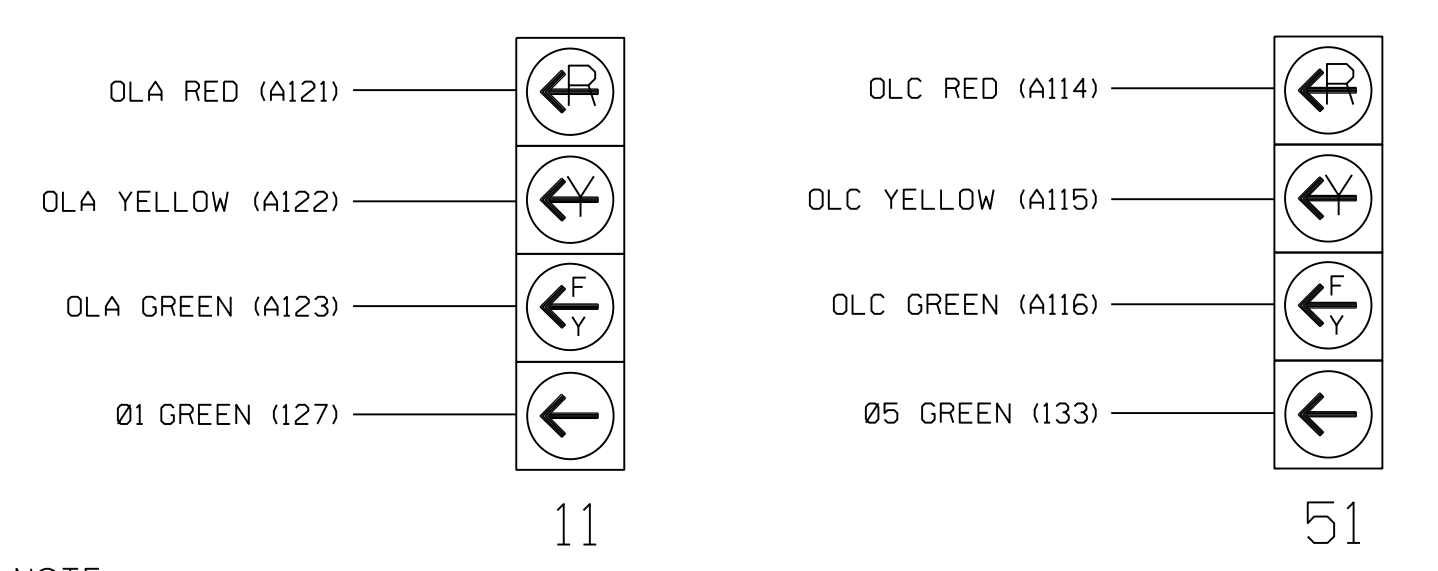 OLA RED (A121)
R
OLA YELLOW (A122)
Y
OLA GREEN (A123)
F
Y
Ø1 GREEN (127)
11
OLC RED (A114)
R
OLC YELLOW (A115)
Y
OLC GREEN (A116)
F
Y
Ø5 GREEN (133)
51
NOTE